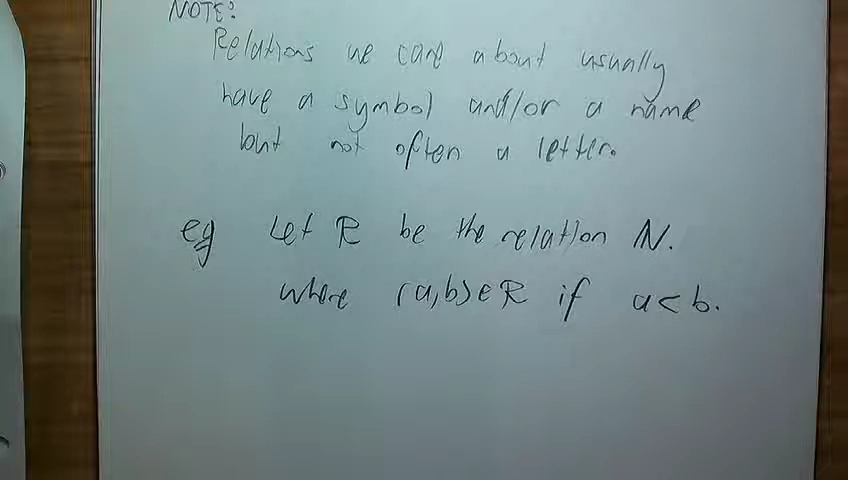 NOTE:
Relations we care about usually
have a symbol and/or a name
but not often a letter.
eg Let R be the relation N.
where (a,b)∈R if a<b.